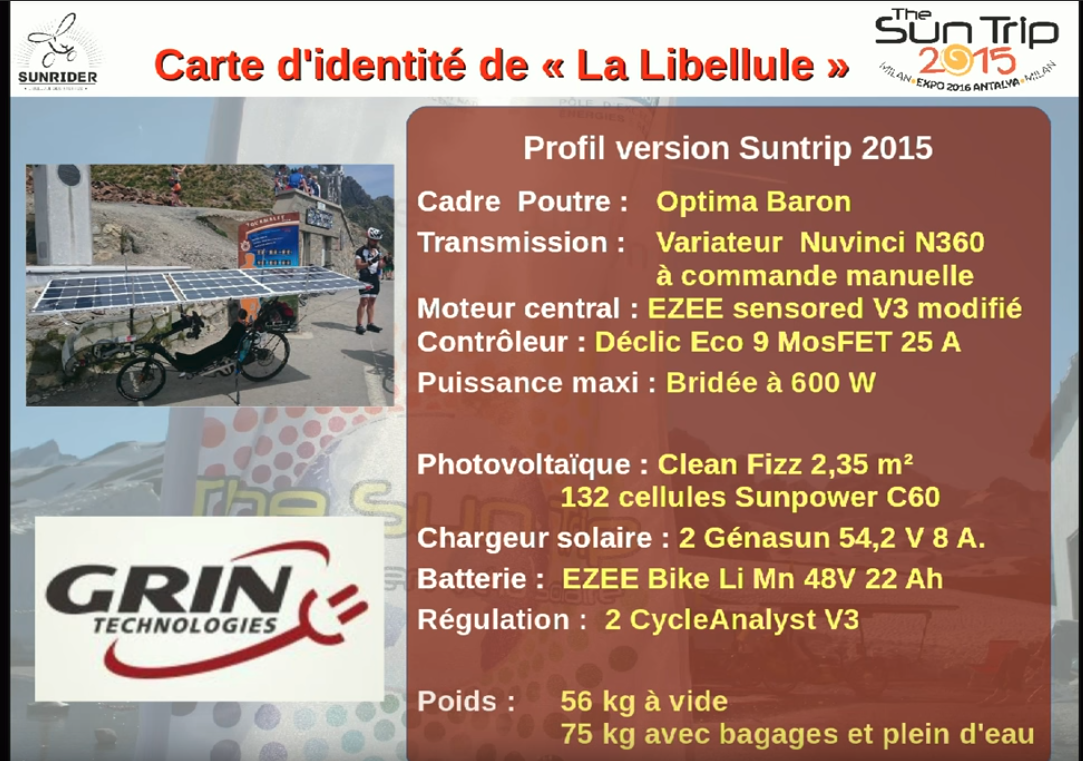 SUNRIDER
Carte d'identité de « La Libellule »
The
Sun Trip
2015
MILAN • EXPO 2016 ANTALYA • MILAN
Profil version Suntrip 2015
Cadre Poutre : Optima Baron
Transmission : Variateur Nuvinci N360
à commande manuelle
Moteur central : EZEE sensored V3 modifié
Contrôleur : Déclic Eco 9 MosFET 25 A
Puissance maxi : Bridée à 600 W
Photovoltaïque : Clean Fizz 2,35 m²
132 cellules Sunpower C60
Chargeur solaire : 2 Génasun 54,2 V 8 A.
Batterie : EZEE Bike Li Mn 48V 22 Ah
Régulation : 2 CycleAnalyst V3
Poids : 56 kg à vide
75 kg avec bagages et plein d'eau
GRIN
TECHNOLOGIES
The Sun trip